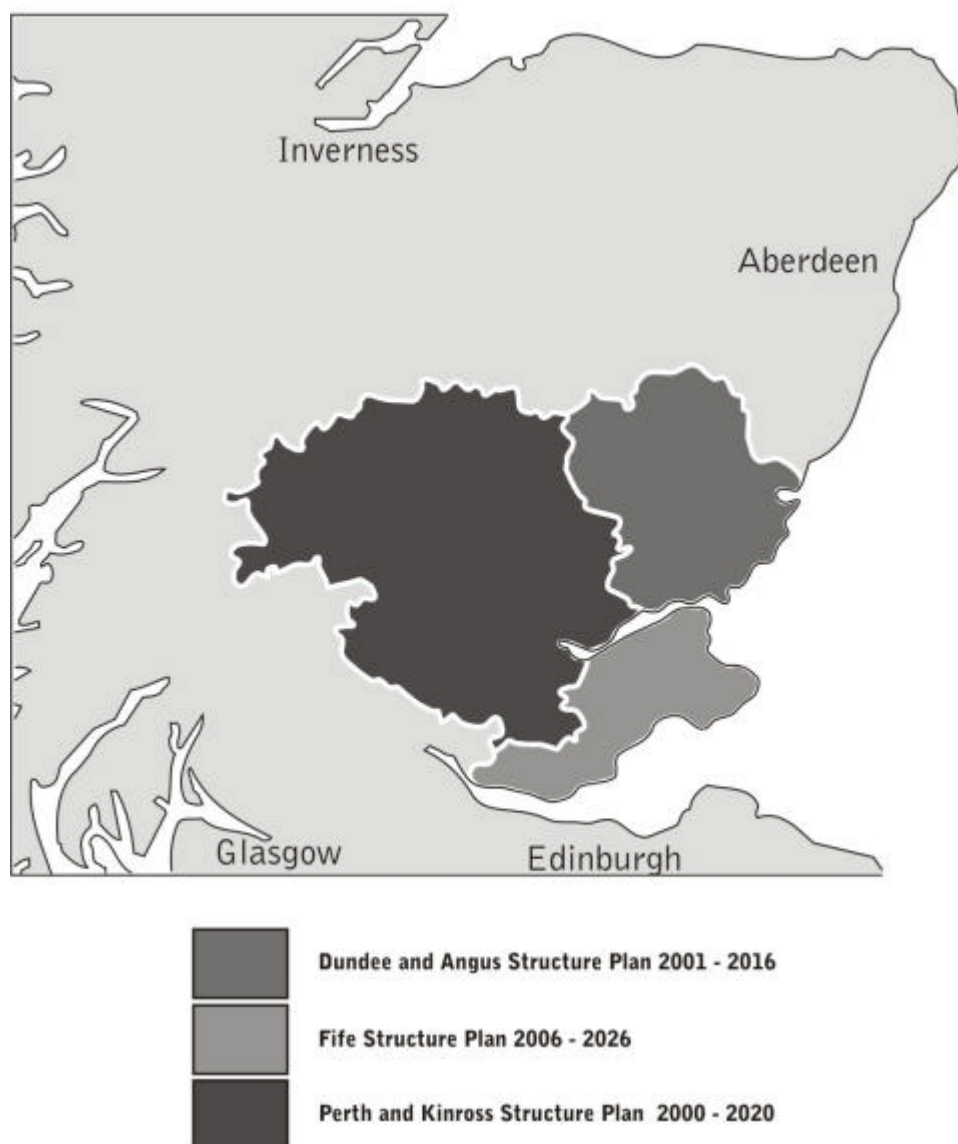 Inverness
Aberdeen
Glasgow
Edinburgh
Dundee and Angus Structure Plan 2001 - 2016
Fife Structure Plan 2006 - 2026
Perth and Kinross Structure Plan 2000 - 2020